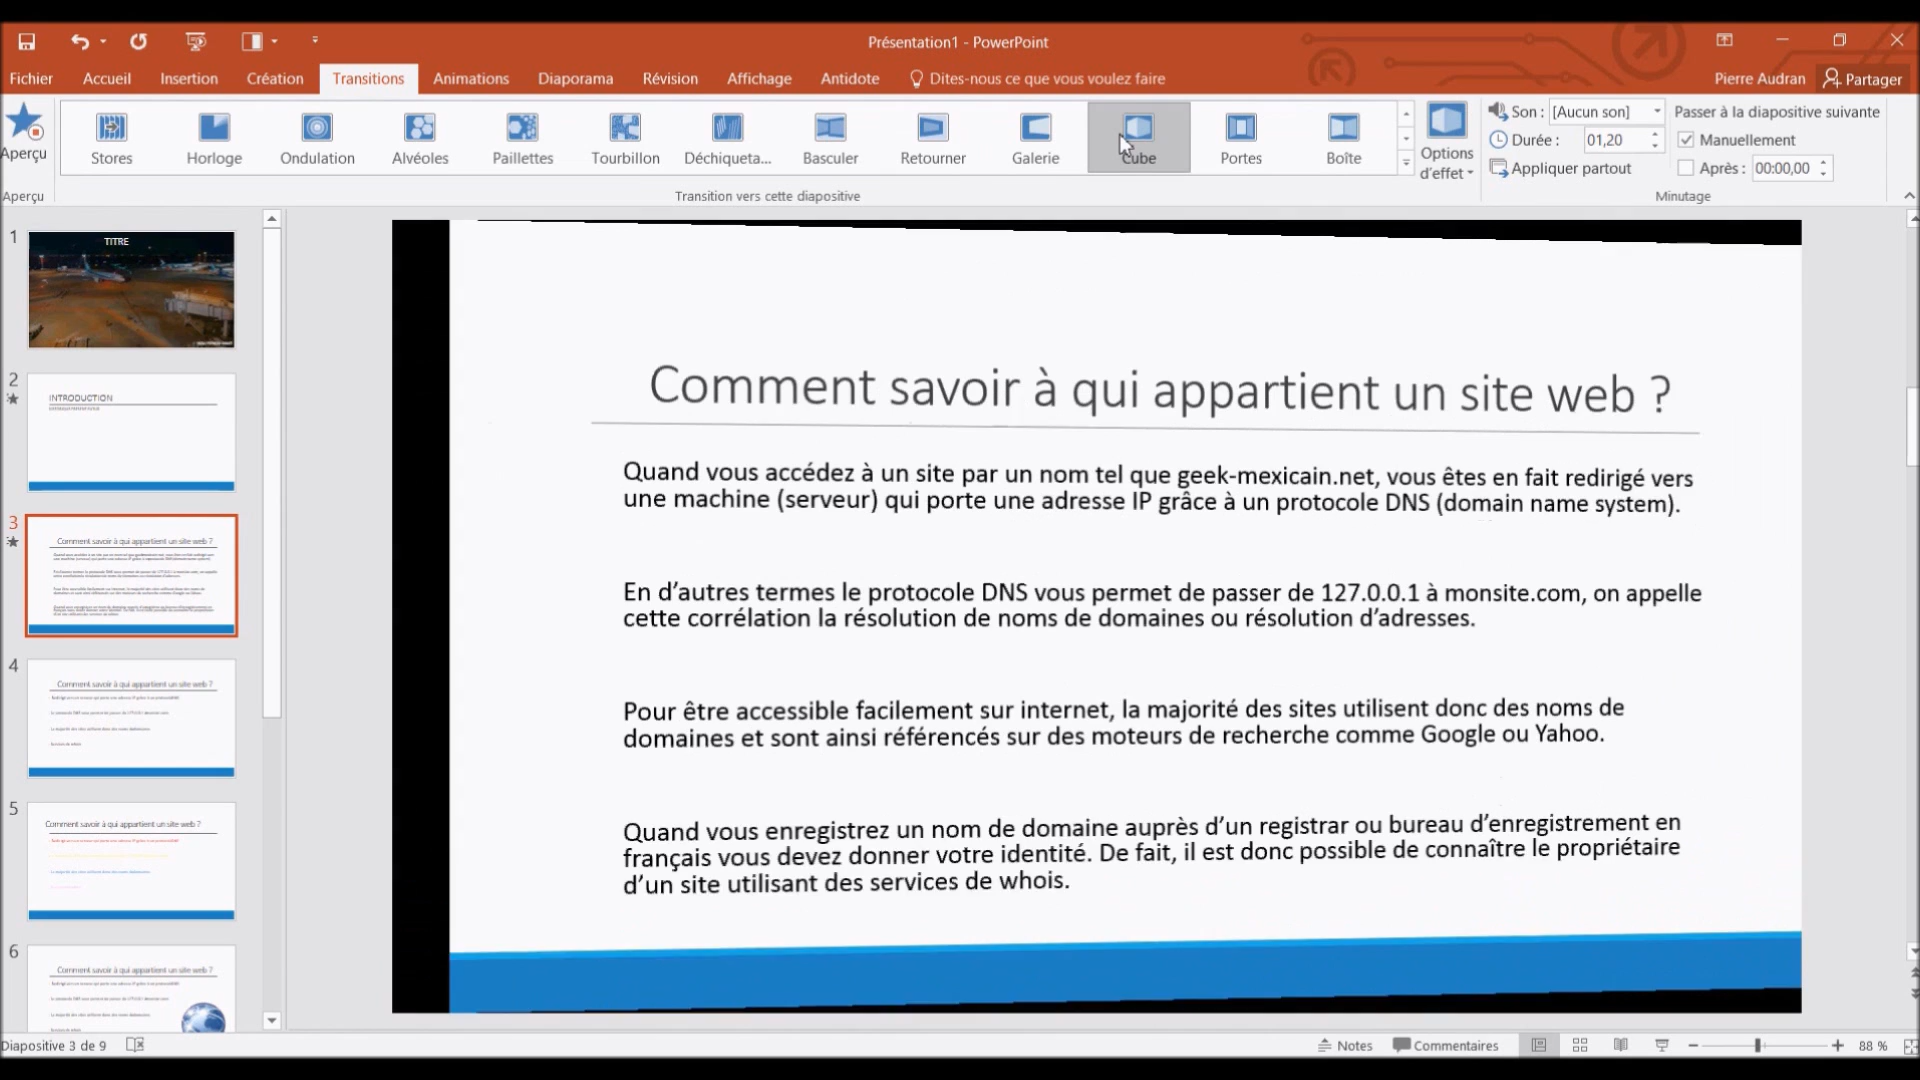 Présentation1 - PowerPoint
Fichier Accueil Insertion Création Transitions Animations Diaporama Révision Affichage Antidote Dites-nous ce que vous voulez faire Pierre Audran Partager
Aperçu Stores Horloge Ondulation Alvéoles Paillettes Tourbillon Déchiqueta... Basculer Retourner Galerie Cube Portes Boîte Options d'effet
Son : [Aucun son] Passer à la diapositive suivante
Durée : 01,20 Manuellement
Appliquer partout Après : 00:00,00
Aperçu Transition vers cette diapositive Minutage
1
TITRE
2
INTRODUCTION
3
Comment savoir à qui appartient un site web ?
4
Comment savoir à qui appartient un site web ?
5
Comment savoir à qui appartient un site web ?
6
Comment savoir à qui appartient un site web ?
Comment savoir à qui appartient un site web ?
Quand vous accédez à un site par un nom tel que geek-mexicain.net, vous êtes en fait redirigé vers
une machine (serveur) qui porte une adresse IP grâce à un protocole DNS (domain name system).
En d'autres termes le protocole DNS vous permet de passer de 127.0.0.1 à monsite.com, on appelle
cette corrélation la résolution de noms de domaines ou résolution d'adresses.
Pour être accessible facilement sur internet, la majorité des sites utilisent donc des noms de
domaines et sont ainsi référencés sur des moteurs de recherche comme Google ou Yahoo.
Quand vous enregistrez un nom de domaine auprès d'un registrar ou bureau d'enregistrement en
français vous devez donner votre identité. De fait, il est donc possible de connaître le propriétaire
d'un site utilisant des services de whois.
Diapositive 3 de 9 Notes Commentaires 88 %